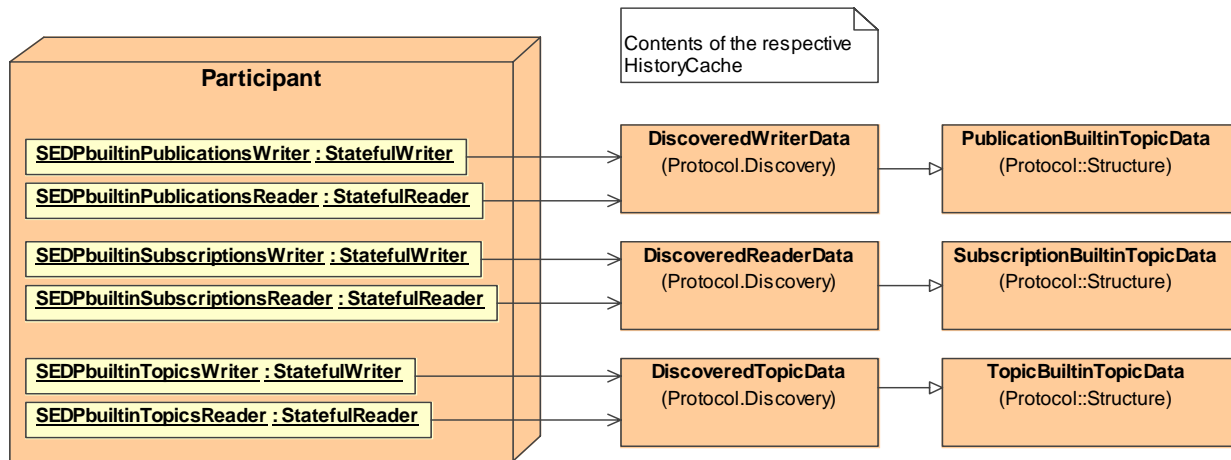 Contents of the respective
HistoryCache
Participant
SEDPbuiltinPublicationsWriter : StatefulWriter
SEDPbuiltinPublicationsReader : StatefulReader
SEDPbuiltinSubscriptionsWriter : StatefulWriter
SEDPbuiltinSubscriptionsReader : StatefulReader
SEDPbuiltinTopicsWriter : StatefulWriter
SEDPbuiltinTopicsReader : StatefulReader
DiscoveredWriterData
(Protocol.Discovery)
PublicationBuiltinTopicData
(Protocol::Structure)
DiscoveredReaderData
(Protocol.Discovery)
SubscriptionBuiltinTopicData
(Protocol::Structure)
DiscoveredTopicData
(Protocol.Discovery)
TopicBuiltinTopicData
(Protocol::Structure)